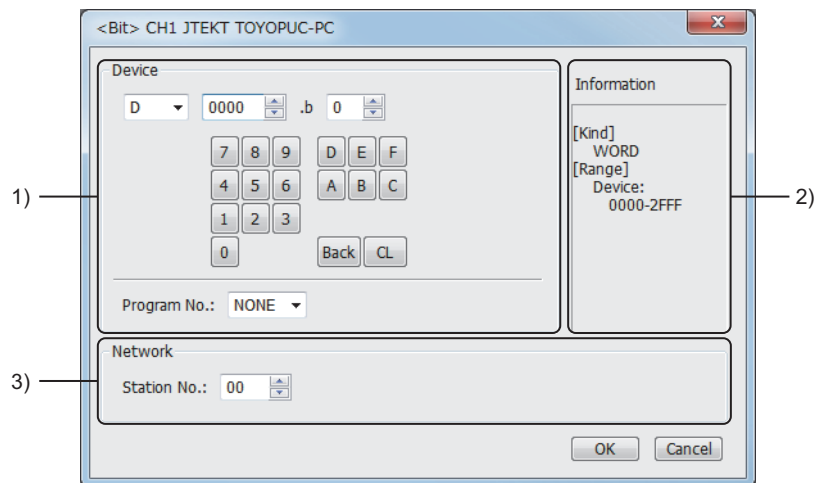 <Bit> CH1 JTEKT TOYOPUC-PC
x
Device
D 0000 .b 0
7 8 9 D E F
4 5 6 A B C
1 2 3
0 Back CL
Program No.: NONE
Information
[Kind]
WORD
[Range]
Device:
0000-2FFF
1)
2)
Network
Station No.: 00
3)
OK Cancel